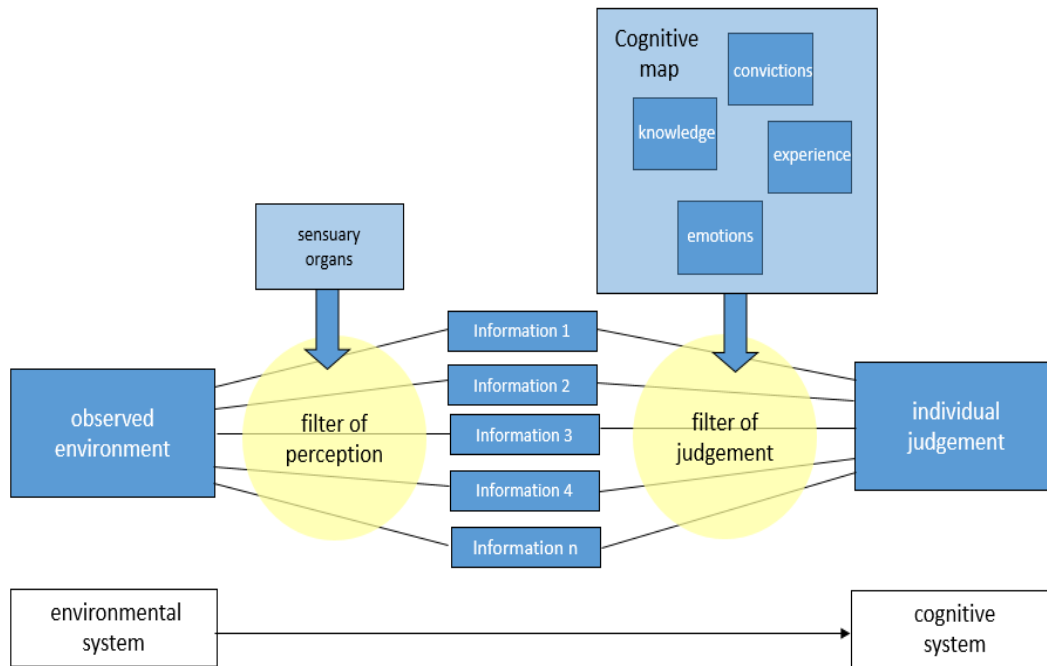 Cognitive
map
convictions
knowledge
experience
emotions
sensuary
organs
Information 1
Information 2
Information 3
Information 4
Information n
observed
environment
filter of
perception
filter of
judgement
individual
judgement
environmental
system
cognitive
system